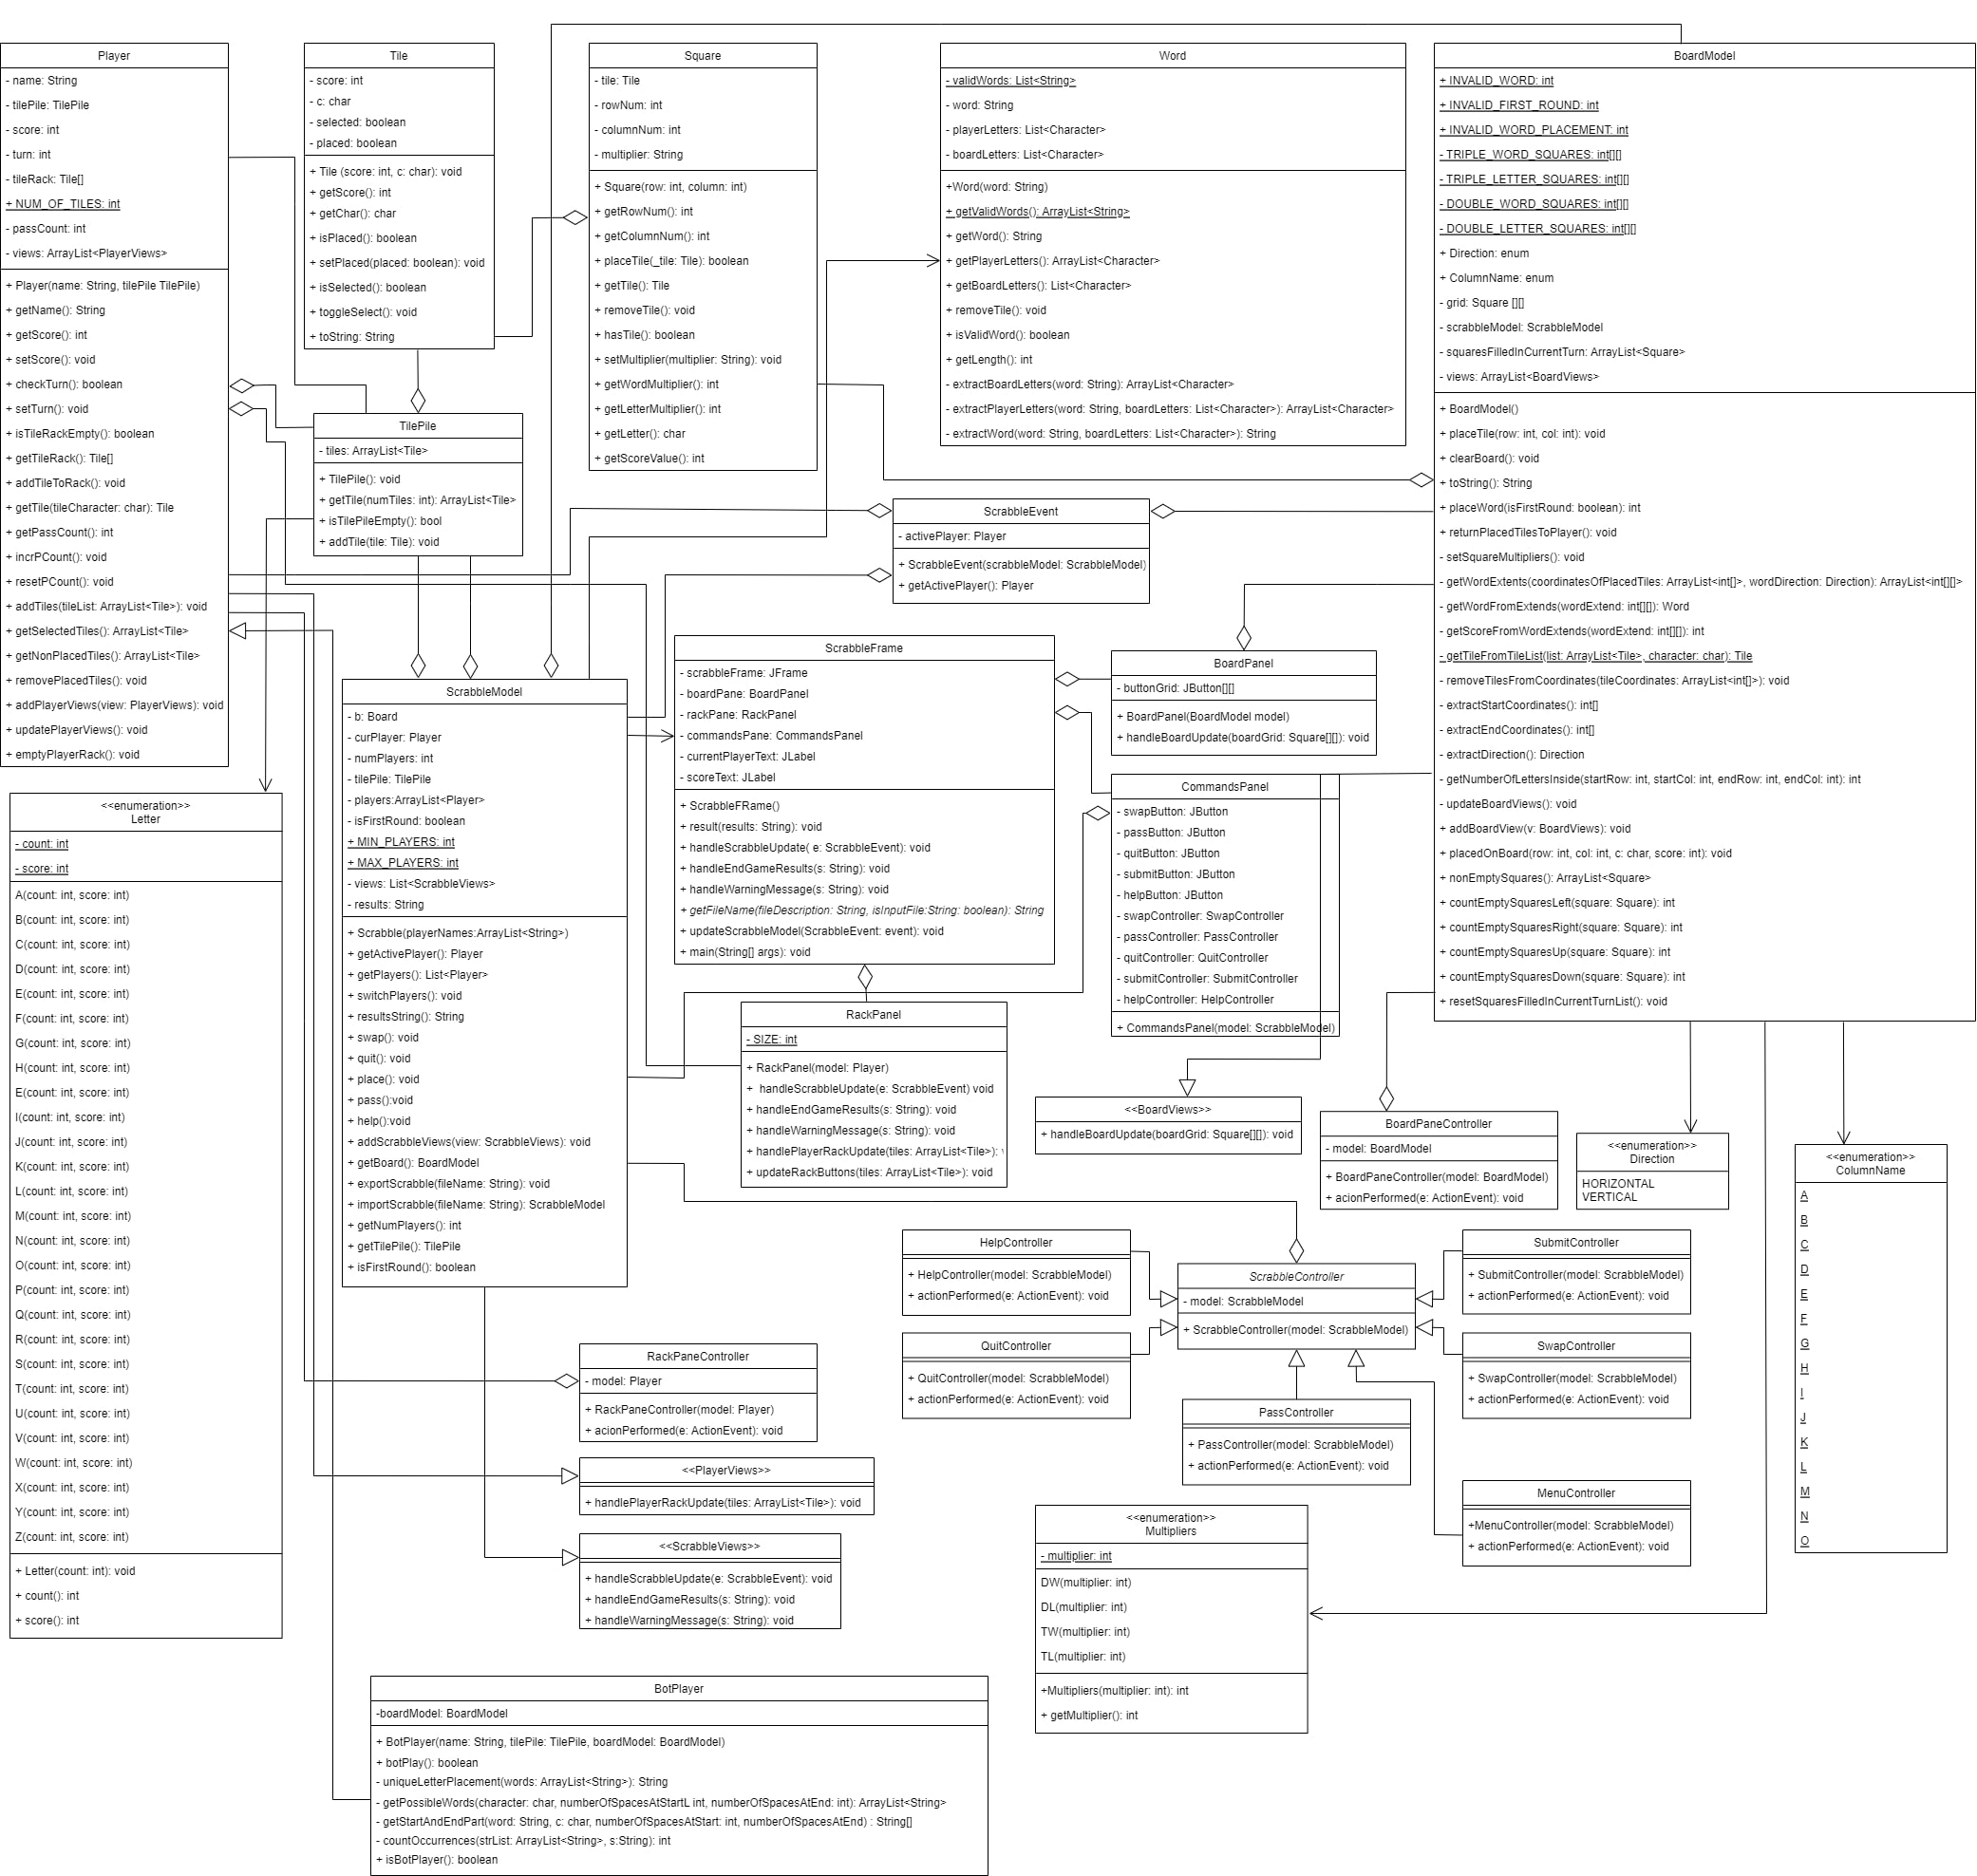 Player
- name: String
- tilePile: TilePile
- score: int
- turn: int
- tileRack: Tile[]
+ NUM_OF_TILES: int
- passCount: int
- views: ArrayList<PlayerViews>
+ Player(name: String, tilePile TilePile)
+ getName(): String
+ getScore(): int
+ setScore(): void
+ checkTurn(): boolean
+ setTurn(): void
+ isTileRackEmpty(): boolean
+ getTileRack(): Tile[]
+ addTileToRack(): void
+ getTile(tileCharacter: char): Tile
+ getPassCount(): int
+ incrPCount(): void
+ resetPCount(): void
+ addTiles(tileList: ArrayList<Tile>): void
+ getSelectedTiles(): ArrayList<Tile>
+ getNonPlacedTiles(): ArrayList<Tile>
+ removePlacedTiles(): void
+ addPlayerViews(view: PlayerViews): void
+ updatePlayerViews(): void
+ emptyPlayerRack(): void
Tile
- score: int
- c: char
- selected: boolean
- placed: boolean
+ Tile (score: int, c: char): void
+ getScore(): int
+ getChar(): char
+ isPlaced(): boolean
+ setPlaced(placed: boolean): void
+ isSelected(): boolean
+ toggleSelect(): void
+ toString: String
Square
- tile: Tile
- rowNum: int
- columnNum: int
- multiplier: String
+ Square(row: int, column: int)
+ getRowNum(): int
+ getColumnNum(): int
+ placeTile(_tile: Tile): boolean
+ getTile(): Tile
+ removeTile(): void
+ hasTile(): boolean
+ setMultiplier(multiplier: String): void
+ getWordMultiplier(): int
+ getLetterMultiplier(): int
+ getLetter(): char
+ getScoreValue(): int
Word
- validWords: List<String>
- word: String
- playerLetters: List<Character>
- boardLetters: List<Character>
+Word(word: String)
+ getValidWords(): ArrayList<String>
+ getWord(): String
+ getPlayerLetters(): ArrayList<Character>
+ getBoardLetters(): List<Character>
+ removeTile(): void
+ isValidWord(): boolean
+ getLength(): int
- extractBoardLetters(word: String): ArrayList<Character>
- extractPlayerLetters(word: String, boardLetters: List<Character>): ArrayList<Character>
- extractWord(word: String, boardLetters: List<Character>): String
BoardModel
+ INVALID_WORD: int
+ INVALID_FIRST_ROUND: int
+ INVALID_WORD_PLACEMENT: int
- TRIPLE_WORD_SQUARES: int[][]
- TRIPLE_LETTER_SQUARES: int[][]
- DOUBLE_WORD_SQUARES: int[][]
- DOUBLE_LETTER_SQUARES: int[][]
+ Direction: enum
+ ColumnName: enum
- grid: Square [][]
- scrabbleModel: ScrabbleModel
- squaresFilledInCurrentTurn: ArrayList<Square>
- views: ArrayList<BoardViews>
+ BoardModel()
+ placeTile(row: int, col: int): void
+ clearBoard(): void
+ toString(): String
+ placeWord(isFirstRound: boolean): int
+ returnPlacedTilesToPlayer(): void
- setSquareMultipliers(): void
- getWordExtents(coordinatesOfPlacedTiles: ArrayList<int[]>, wordDirection: Direction): ArrayList<int[][]>
- getWordFromExtends(wordExtend: int[][]): Word
- getScoreFromWordExtends(wordExtend: int[][]): int
- getTileFromTileList(list: ArrayList<Tile>, character: char): Tile
- removeTilesFromCoordinates(tileCoordinates: ArrayList<int[]>): void
- extractStartCoordinates(): int[]
- extractEndCoordinates(): int[]
- extractDirection(): Direction
- getNumberOfLettersInside(startRow: int, startCol: int, endRow: int, endCol: int): int
- updateBoardViews(): void
+ addBoardView(v: BoardViews): void
+ placedOnBoard(row: int, col: int, c: char, score: int): void
+ nonEmptySquares(): ArrayList<Square>
+ countEmptySquaresLeft(square: Square): int
+ countEmptySquaresRight(square: Square): int
+ countEmptySquaresUp(square: Square): int
+ countEmptySquaresDown(square: Square): int
+ resetSquaresFilledInCurrentTurnList(): void
TilePile
- tiles: ArrayList<Tile>
+ TilePile(): void
+ getTile(numTiles: int): ArrayList<Tile>
+ isTilePileEmpty(): bool
+ addTile(tile: Tile): void
ScrabbleEvent
- activePlayer: Player
+ ScrabbleEvent(scrabbleModel: ScrabbleModel)
+ getActivePlayer(): Player
ScrabbleModel
- b: Board
- curPlayer: Player
- numPlayers: int
- tilePile: TilePile
- players:ArrayList<Player>
- isFirstRound: boolean
+ MIN_PLAYERS: int
+ MAX_PLAYERS: int
- views: List<ScrabbleViews>
- results: String
+ Scrabble(playerNames:ArrayList<String>)
+ getActivePlayer(): Player
+ getPlayers(): List<Player>
+ switchPlayers(): void
+ resultsString(): String
+ swap(): void
+ quit(): void
+ place(): void
+ pass():void
+ help():void
+ addScrabbleViews(view: ScrabbleViews): void
+ getBoard(): BoardModel
+ exportScrabble(fileName: String): void
+ importScrabble(fileName: String): ScrabbleModel
+ getNumPlayers(): int
+ getTilePile(): TilePile
+ isFirstRound(): boolean
ScrabbleFrame
- scrabbleFrame: JFrame
- boardPane: BoardPanel
- rackPane: RackPanel
- commandsPane: CommandsPanel
- currentPlayerText: JLabel
- scoreText: JLabel
+ ScrabbleFRame()
+ result(results: String): void
+ handleScrabbleUpdate( e: ScrabbleEvent): void
+ handleEndGameResults(s: String): void
+ handleWarningMessage(s: String): void
+ getFileName(fileDescription: String, isInputFile:String: boolean): String
+ updateScrabbleModel(ScrabbleEvent: event): void
+ main(String[] args): void
BoardPanel
- buttonGrid: JButton[][]
+ BoardPanel(BoardModel model)
+ handleBoardUpdate(boardGrid: Square[][]): void
CommandsPanel
- swapButton: JButton
- passButton: JButton
- quitButton: JButton
- submitButton: JButton
- helpButton: JButton
- swapController: SwapController
- passController: PassController
- quitController: QuitController
- submitController: SubmitController
- helpController: HelpController
+ CommandsPanel(model: ScrabbleModel)
<<enumeration>>
Letter
- count: int
- score: int
A(count: int, score: int)
B(count: int, score: int)
C(count: int, score: int)
D(count: int, score: int)
E(count: int, score: int)
F(count: int, score: int)
G(count: int, score: int)
H(count: int, score: int)
E(count: int, score: int)
I(count: int, score: int)
J(count: int, score: int)
K(count: int, score: int)
L(count: int, score: int)
M(count: int, score: int)
N(count: int, score: int)
O(count: int, score: int)
P(count: int, score: int)
Q(count: int, score: int)
R(count: int, score: int)
S(count: int, score: int)
T(count: int, score: int)
U(count: int, score: int)
V(count: int, score: int)
W(count: int, score: int)
X(count: int, score: int)
Y(count: int, score: int)
Z(count: int, score: int)
+ Letter(count: int): void
+ count(): int
+ score(): int
RackPanel
- SIZE: int
+ RackPanel(model: Player)
+ handleScrabbleUpdate(e: ScrabbleEvent) void
+ handleEndGameResults(s: String): void
+ handleWarningMessage(s: String): void
+ handlePlayerRackUpdate(tiles: ArrayList<Tile>):
+ updateRackButtons(tiles: ArrayList<Tile>): void
<<BoardViews>>
+ handleBoardUpdate(boardGrid: Square[][]): void
BoardPaneController
- model: BoardModel
+ BoardPaneController(model: BoardModel)
+ acionPerformed(e: ActionEvent): void
<<enumeration>>
Direction
HORIZONTAL
VERTICAL
<<enumeration>>
ColumnName
A
B
C
D
E
F
G
H
I
J
K
L
M
N
O
HelpController
+ HelpController(model: ScrabbleModel)
+ actionPerformed(e: ActionEvent): void
ScrabbleController
- model: ScrabbleModel
+ ScrabbleController(model: ScrabbleModel)
SubmitController
+ SubmitController(model: ScrabbleModel)
+ actionPerformed(e: ActionEvent): void
QuitController
+ QuitController(model: ScrabbleModel)
+ actionPerformed(e: ActionEvent): void
SwapController
+ SwapController(model: ScrabbleModel)
+ actionPerformed(e: ActionEvent): void
PassController
+ PassController(model: ScrabbleModel)
+ actionPerformed(e: ActionEvent): void
MenuController
+MenuController(model: ScrabbleModel)
+ actionPerformed(e: ActionEvent): void
RackPaneController
- model: Player
+ RackPaneController(model: Player)
+ acionPerformed(e: ActionEvent): void
<<PlayerViews>>
+ handlePlayerRackUpdate(tiles: ArrayList<Tile>): void
<<ScrabbleViews>>
+ handleScrabbleUpdate(e: ScrabbleEvent): void
+ handleEndGameResults(s: String): void
+ handleWarningMessage(s: String): void
<<enumeration>>
Multipliers
- multiplier: int
DW(multiplier: int)
DL(multiplier: int)
TW(multiplier: int)
TL(multiplier: int)
+Multipliers(multiplier: int): int
+ getMultiplier(): int
BotPlayer
-boardModel: BoardModel
+ BotPlayer(name: String, tilePile: TilePile, boardModel: BoardModel)
+ botPlay(): boolean
- uniqueLetterPlacement(words: ArrayList<String>): String
- getPossibleWords(character: char, numberOfSpacesAtStartL int, numberOfSpacesAtEnd: int): ArrayList<String>
- getStartAndEndPart(word: String, c: char, numberOfSpacesAtStart: int, numberOfSpacesAtEnd) : String[]
- countOccurrences(strList: ArrayList<String>, s:String): int
+ isBotPlayer(): boolean